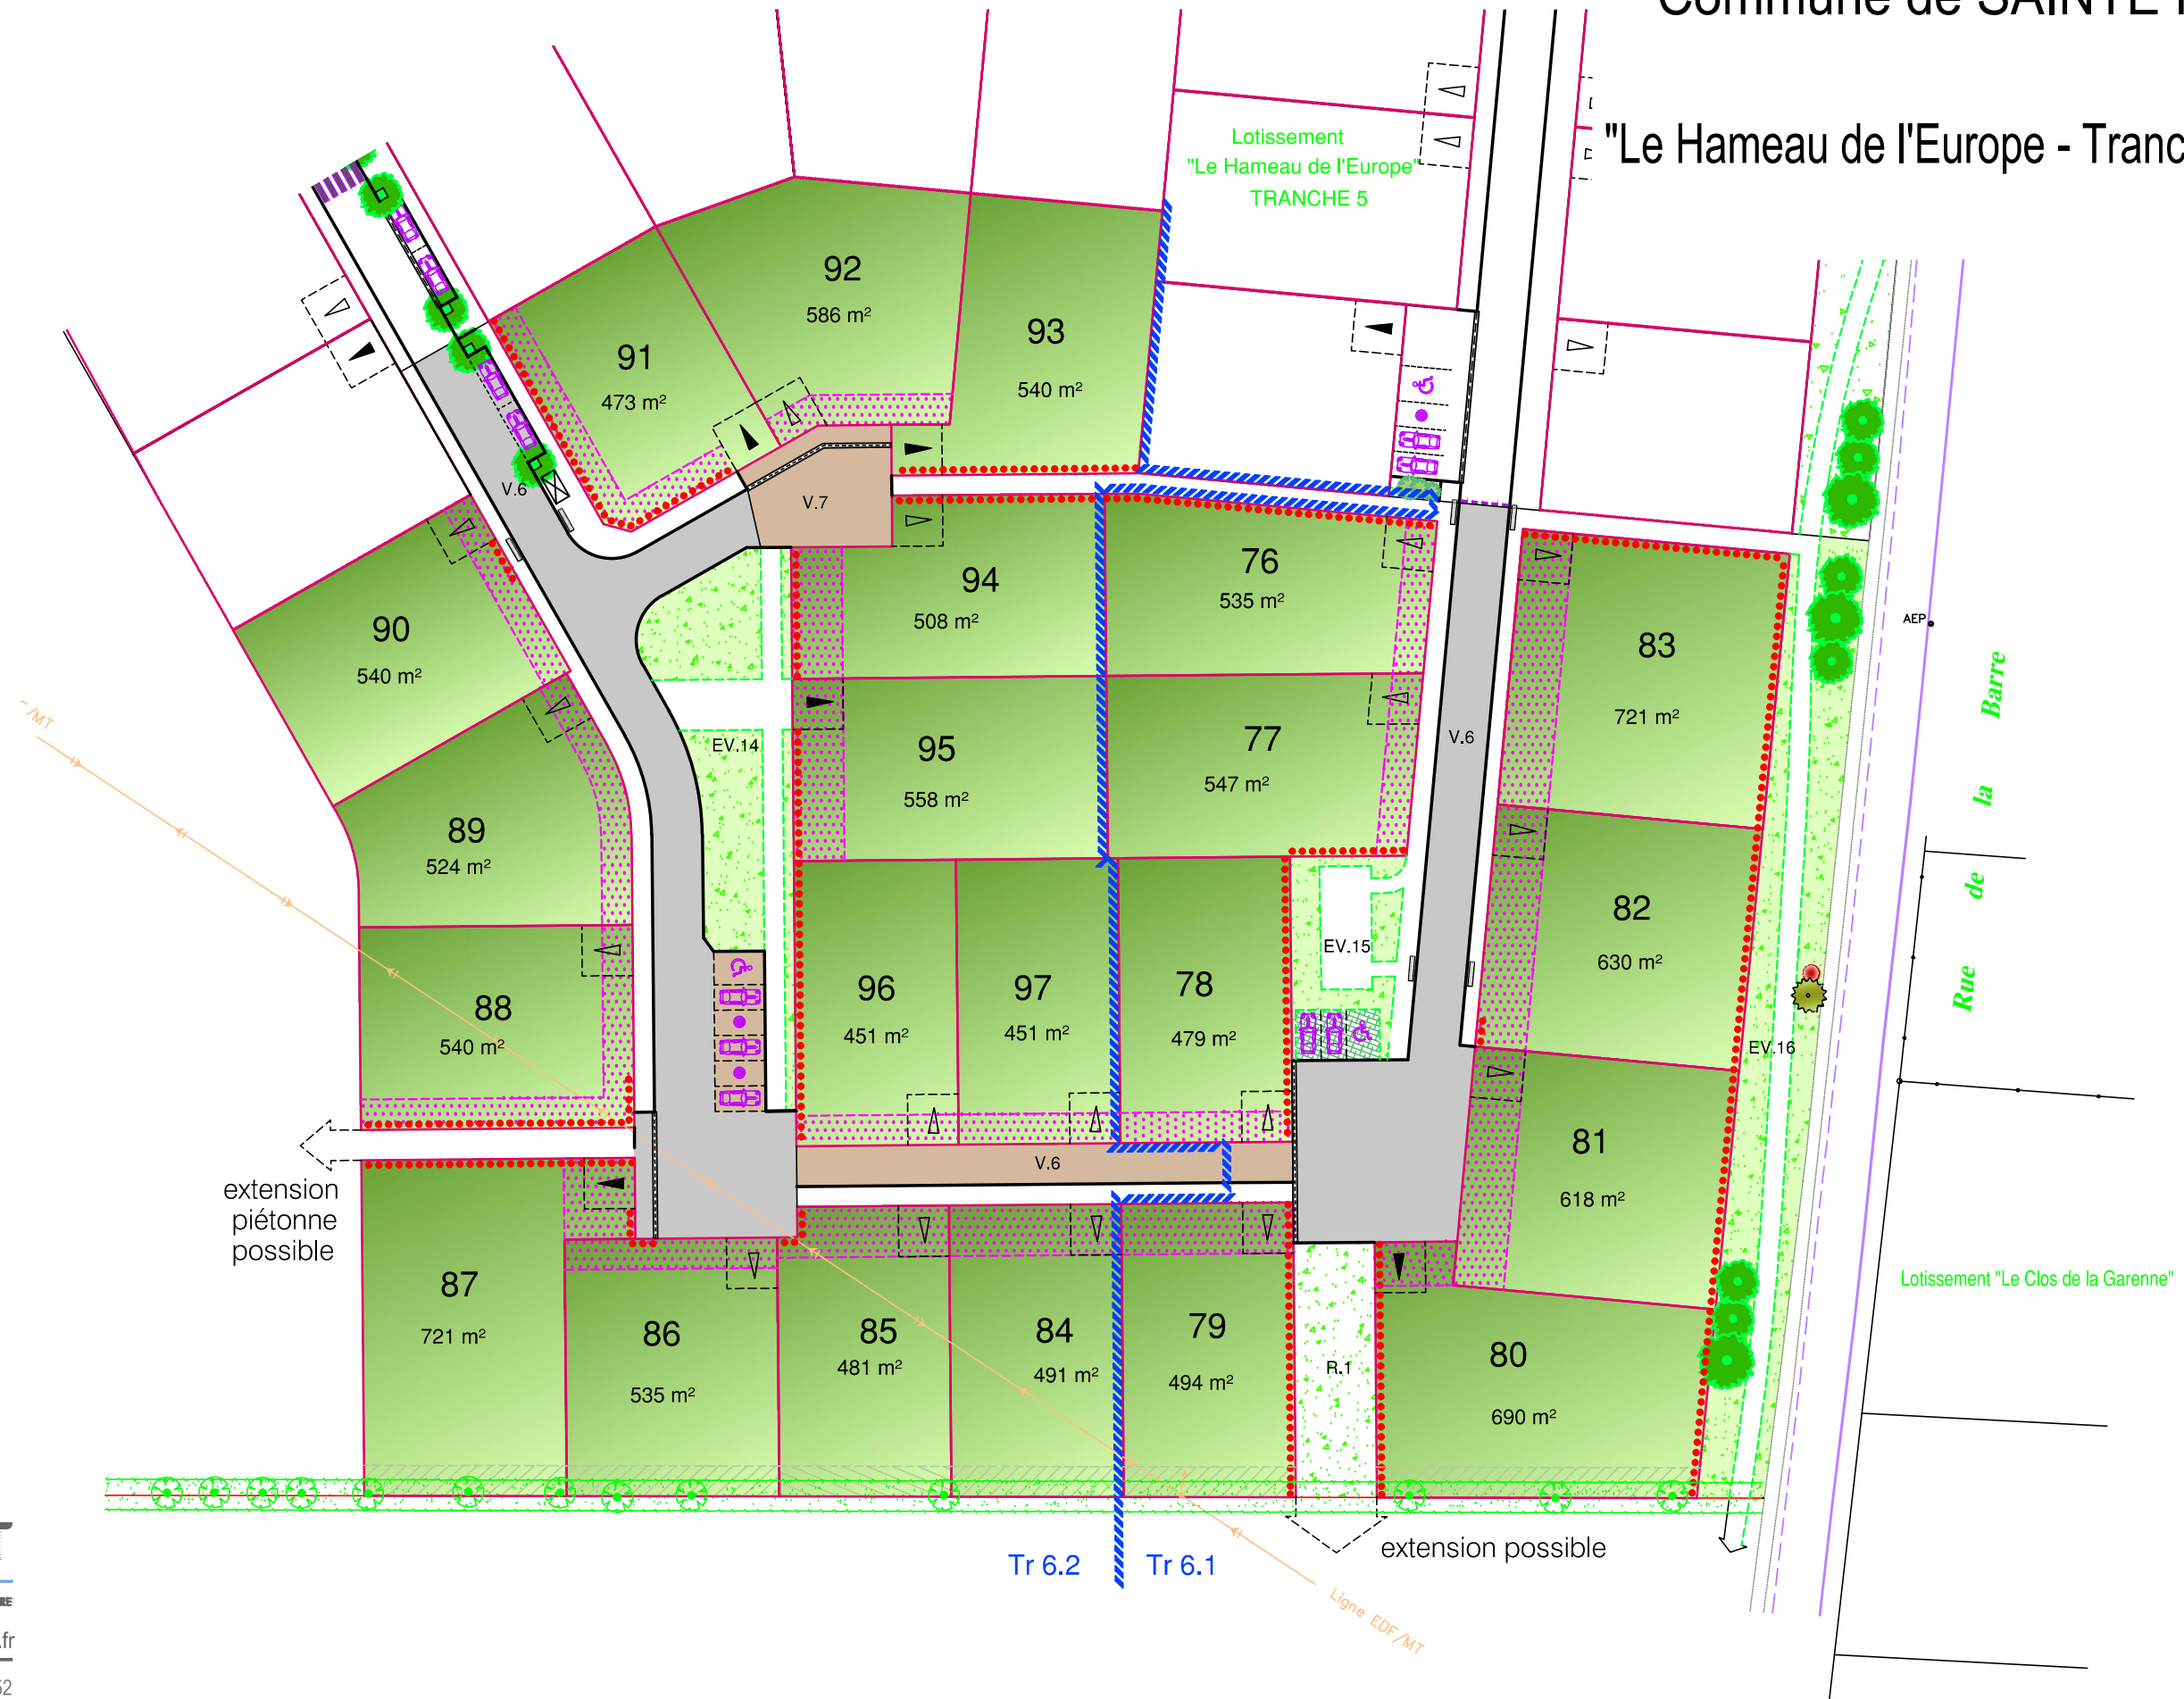 Commune de SAINTE
"Le Hameau de l'Europe - Tranc
Lotissement
"Le Hameau de l'Europe"
TRANCHE 5
92
586 m²
93
540 m²
91
473 m²
V.6
V.7
94
508 m²
76
535 m²
83
721 m²
90
540 m²
AEP
Rue de la Barre
/MT
EV.14
95
558 m²
77
547 m²
V.6
89
524 m²
82
630 m²
EV.15
88
540 m²
96
451 m²
97
451 m²
78
479 m²
EV.16
81
618 m²
V.6
extension
piétonne
possible
87
721 m²
86
535 m²
85
481 m²
84
491 m²
79
494 m²
R.1
80
690 m²
Lotissement "Le Clos de la Garenne"
Tr 6.2
Tr 6.1
extension possible
Ligne EDF/MT
RE
.fr
52